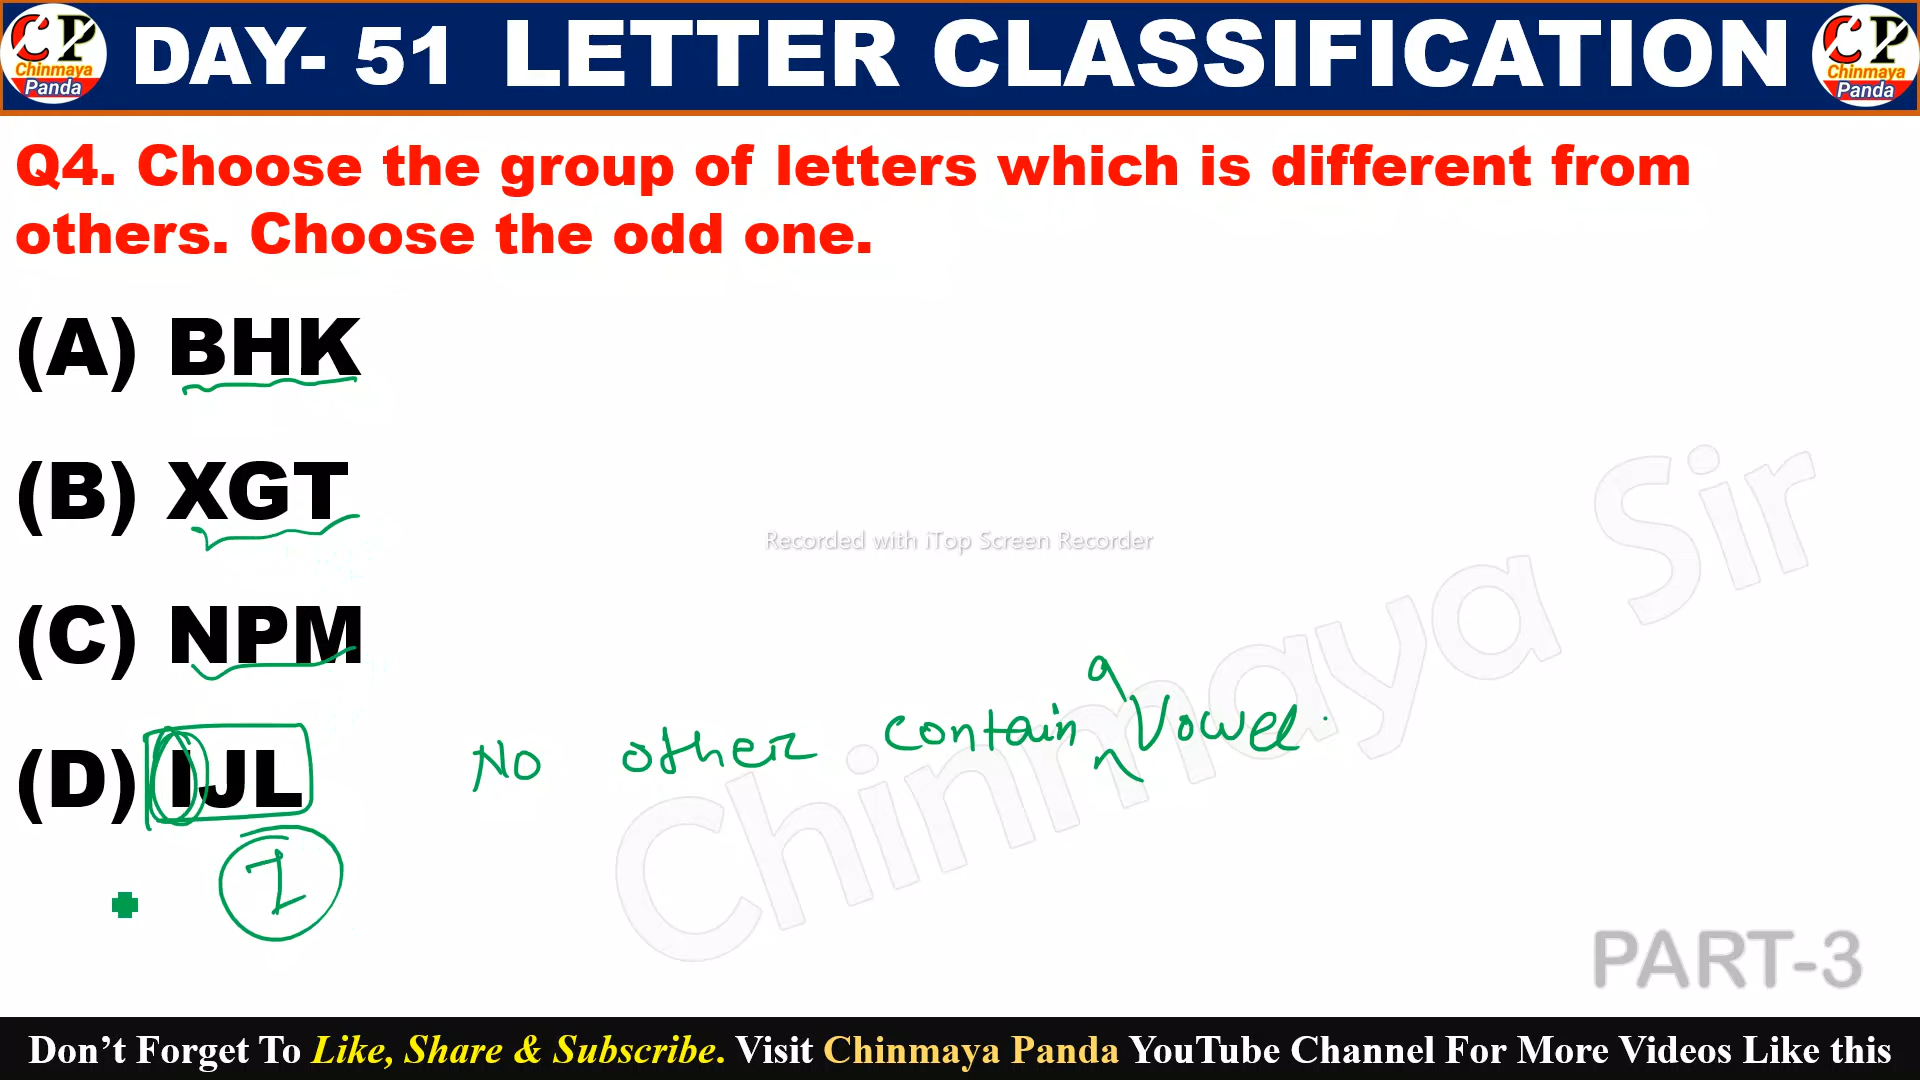 CP Chinmaya Panda DAY- 51 LETTER CLASSIFICATION CP Chinmaya Panda
Q4. Choose the group of letters which is different from
others. Choose the odd one.
(A) BHK
(B) XGT
Recorded with iTop Screen Recorder
(C) NPM
(D) IJL No other contain a Vowel.
I
Chinmaya Sir
PART-3
Don't Forget To Like, Share & Subscribe. Visit Chinmaya Panda YouTube Channel For More Videos Like this